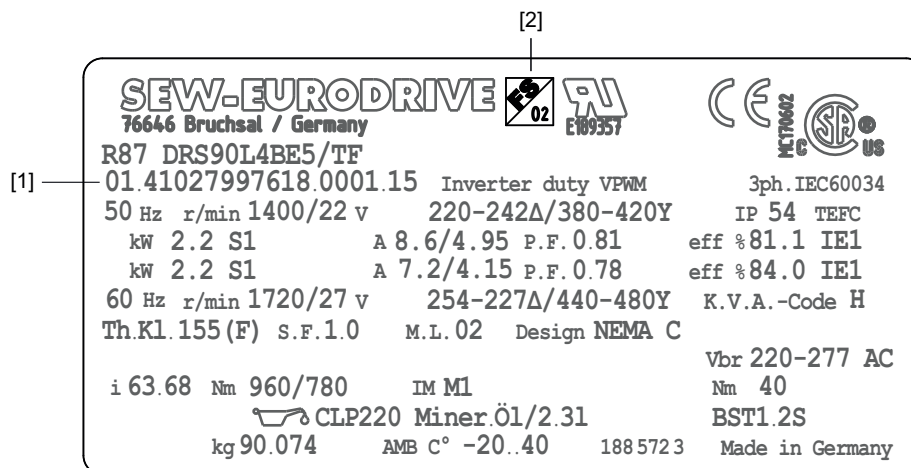 [2]
SEW-EURODRIVE FS 02
76646 Bruchsal / Germany E189357 CE MC170602 C SA ® C US
R87 DRS90L4BE5/TF
[1] 01.41027997618.0001.15 Inverter duty VPWM 3ph.IEC60034
50 Hz r/min 1400/22 V 220-242Δ/380-420Y IP 54 TEFC
kW 2.2 S1 A 8.6/4.95 P.F. 0.81 eff % 81.1 IE1
kW 2.2 S1 A 7.2/4.15 P.F. 0.78 eff % 84.0 IE1
60 Hz r/min 1720/27 V 254-227Δ/440-480Y K.V.A.-Code H
Th.Kl. 155(F) S.F. 1.0 M.L. 02 Design NEMA C
Vbr 220-277 AC
i 63.68 Nm 960/780 IM M1 Nm 40
CLP220 Miner.Öl/2.3l BST1.2S
kg 90.074 AMB C° -20..40 1885723 Made in Germany